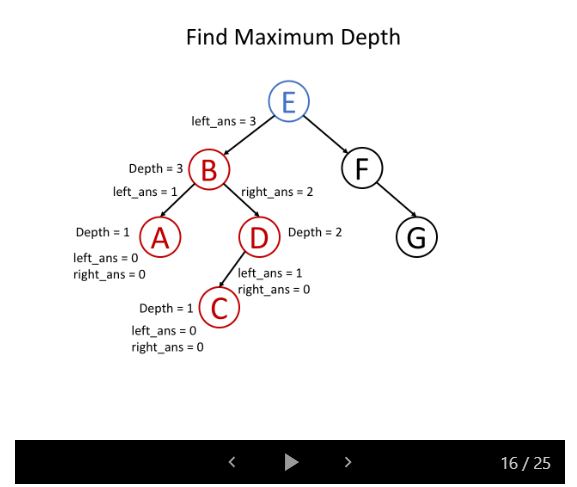 Find Maximum Depth
E
left_ans = 3
Depth = 3 B F
left_ans = 1 right_ans = 2
Depth = 1 A D Depth = 2 G
left_ans = 0
right_ans = 0
left_ans = 1
right_ans = 0
Depth = 1 C
left_ans = 0
right_ans = 0
16 / 25